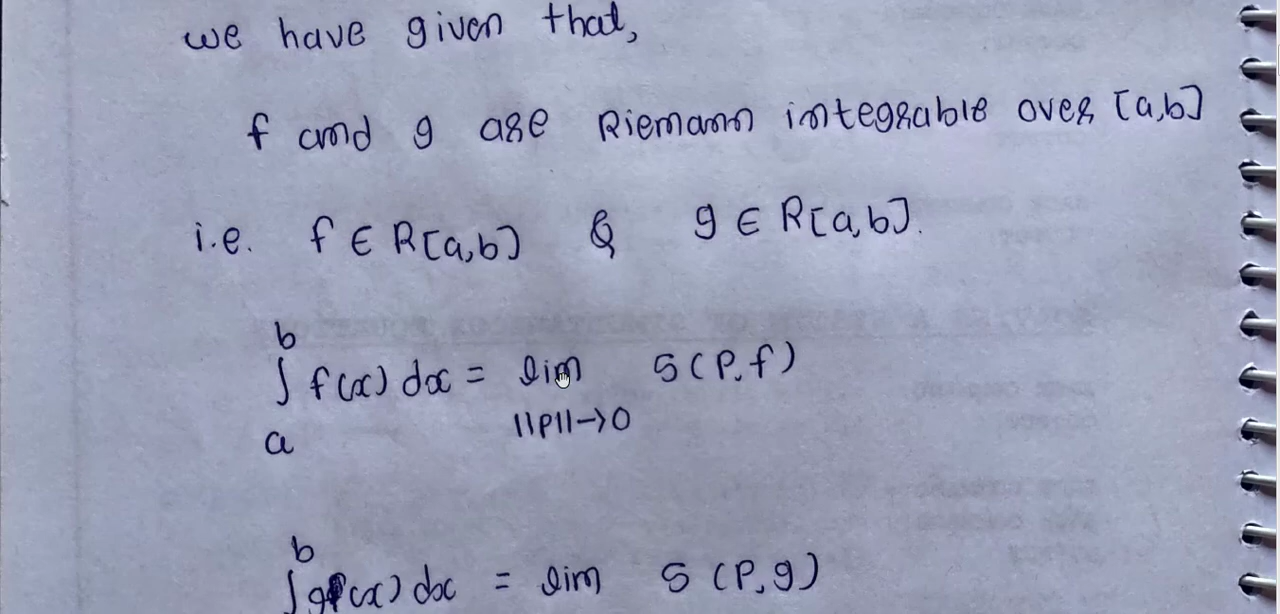 we have given that,
f and g are Riemann integrable over [a,b]
i.e. f ∈ R[a,b] & g ∈ R[a,b].
b
∫ f(x) dx = lim S(P,f)
a ||P||→0
b
∫ g(x) dx = lim S(P,g)